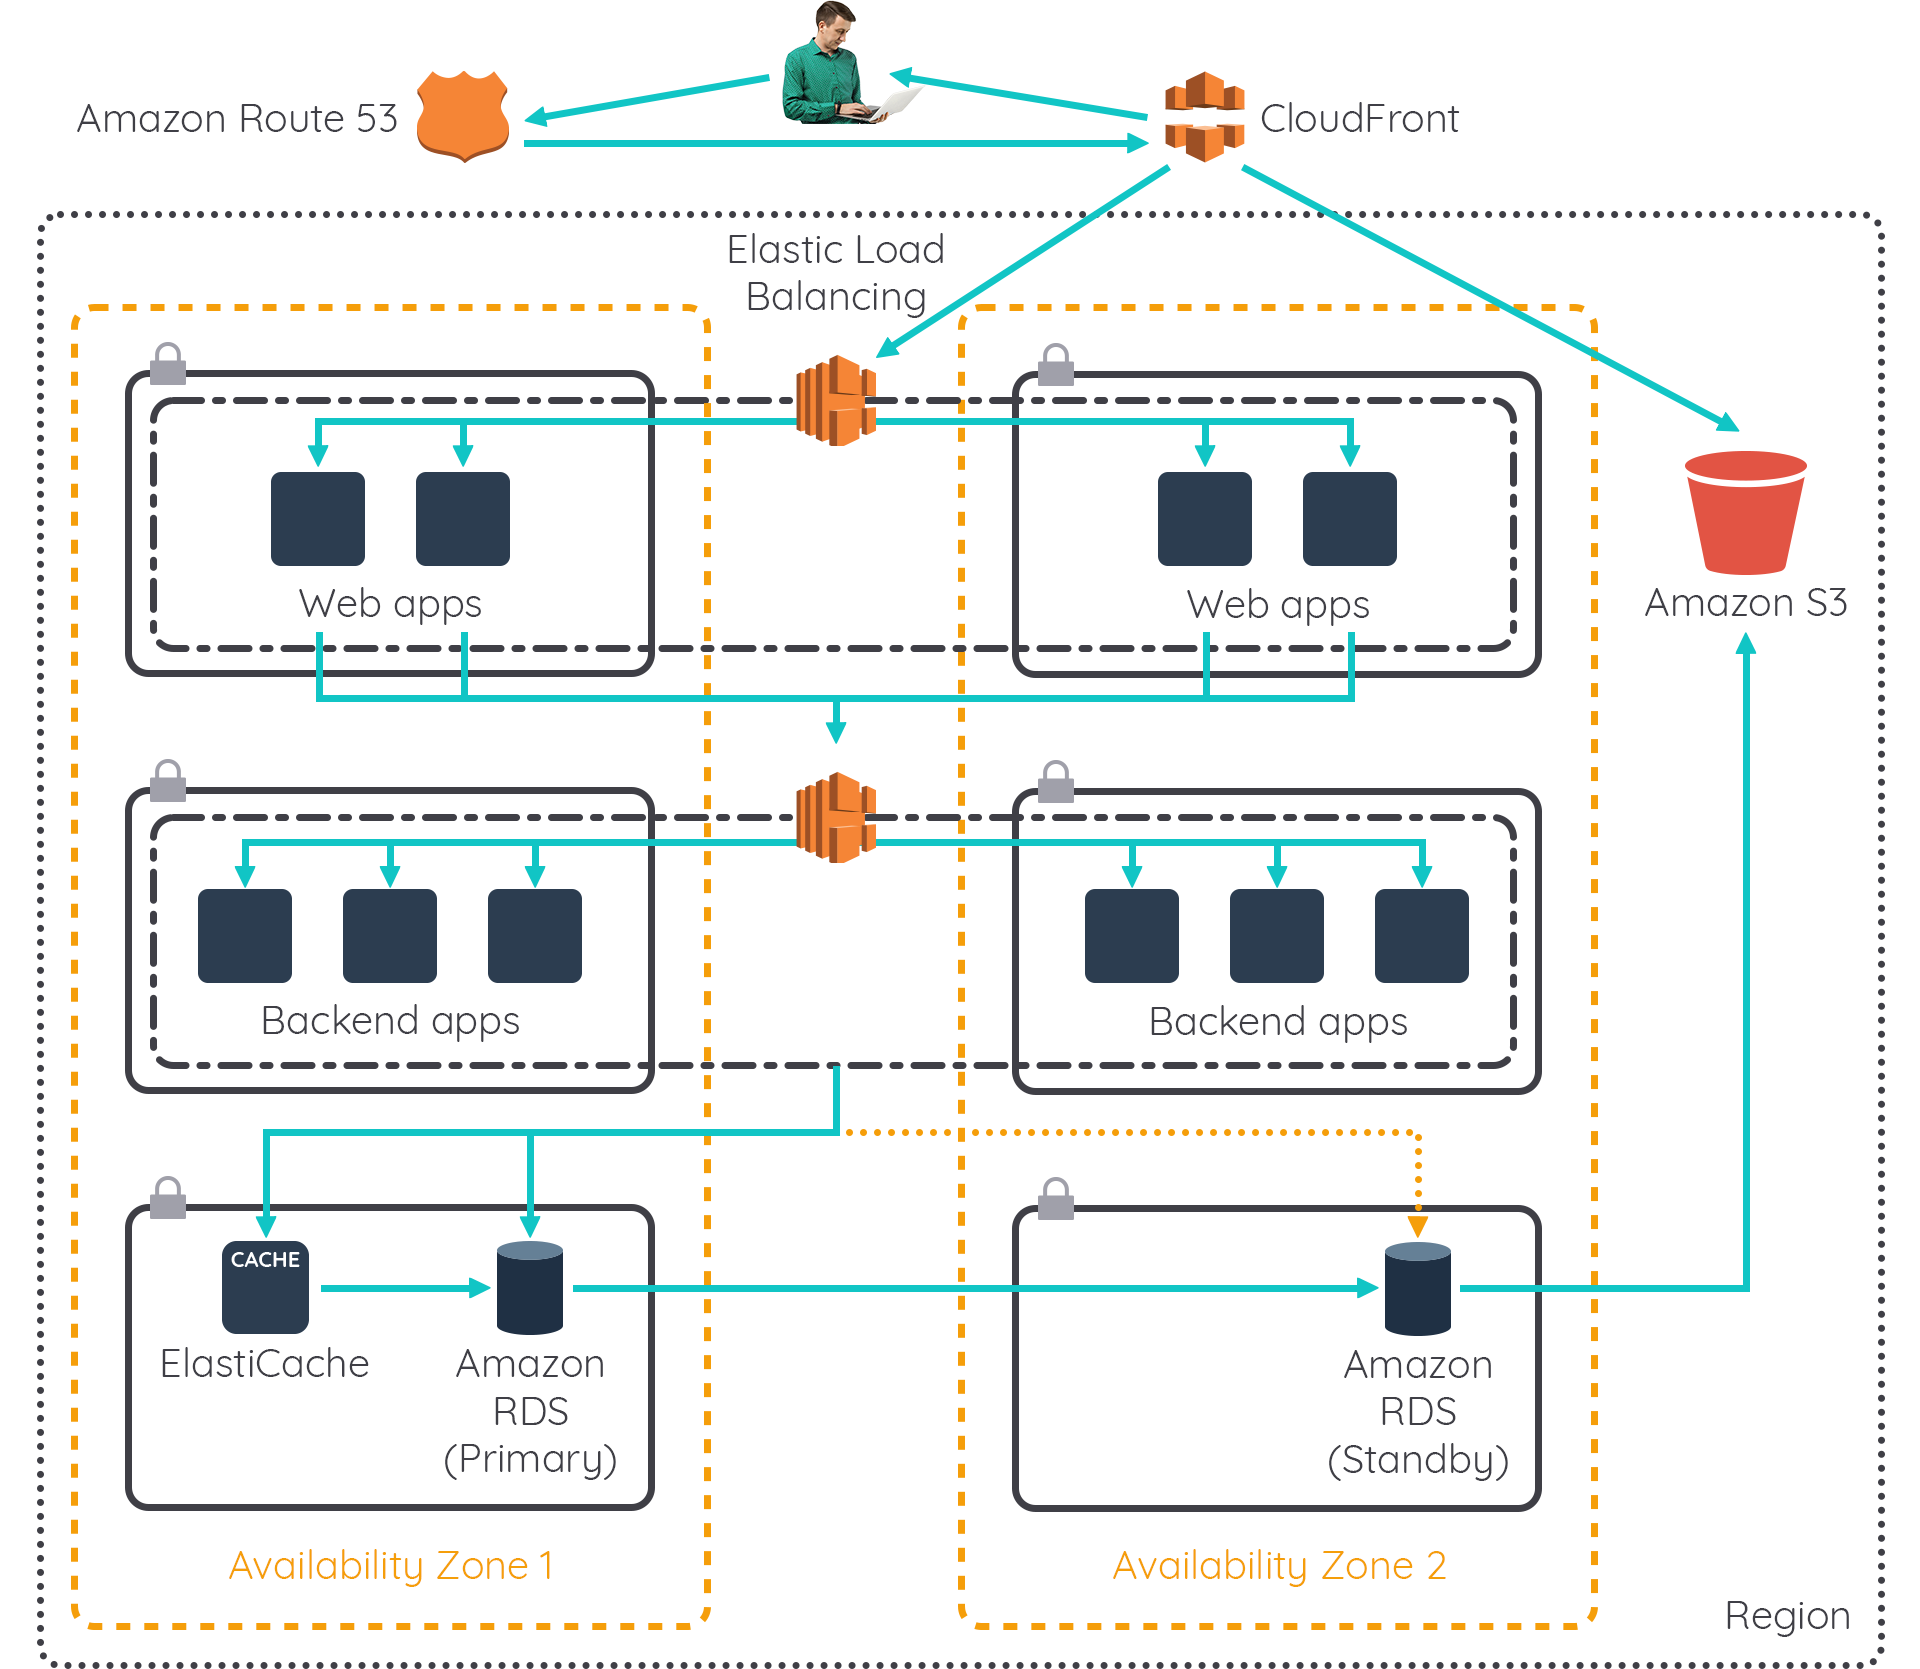 Amazon Route 53
CloudFront
Elastic Load
Balancing
Web apps
Web apps
Amazon S3
Backend apps
Backend apps
CACHE
ElastiCache
Amazon
RDS
(Primary)
Amazon
RDS
(Standby)
Availability Zone 1
Availability Zone 2
Region